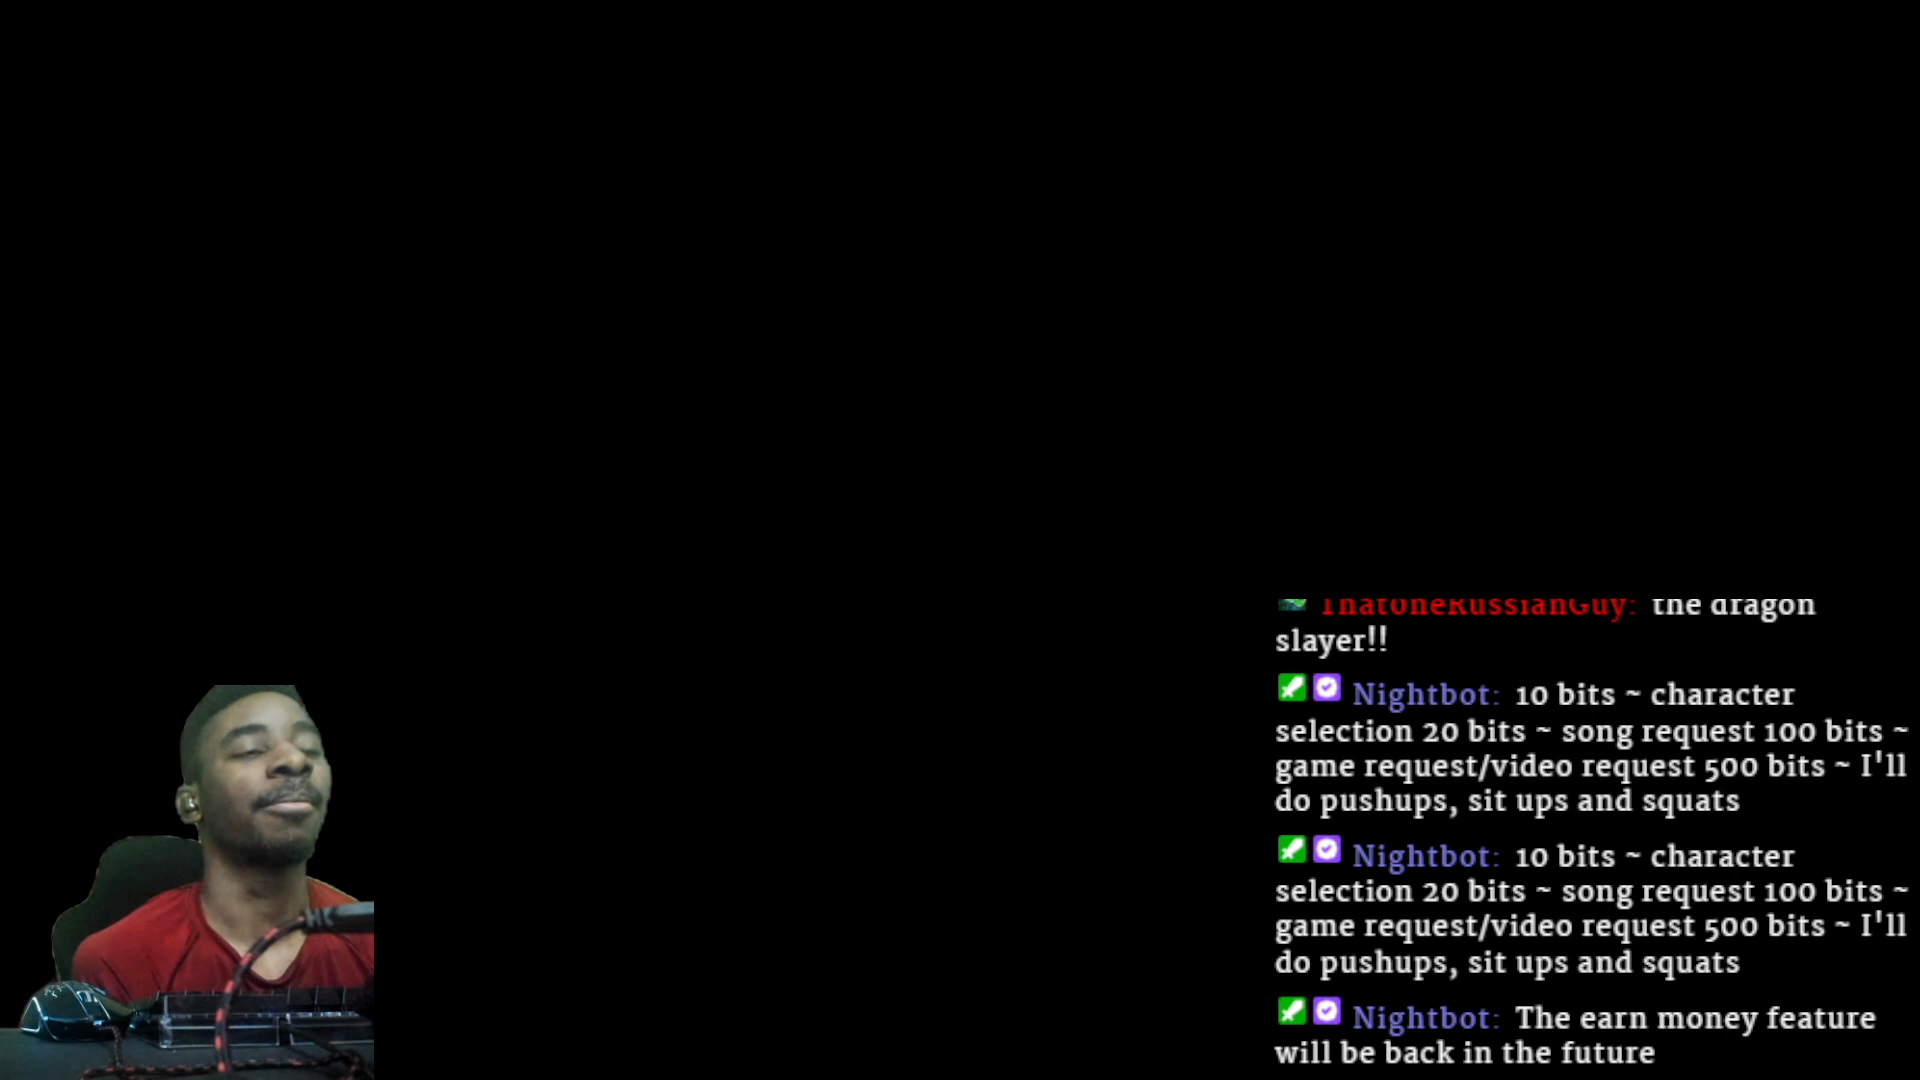 ThatoneRussianGuy: the dragon
slayer!!
Nightbot: 10 bits ~ character
selection 20 bits ~ song request 100 bits ~
game request/video request 500 bits ~ I'll
do pushups, sit ups and squats
Nightbot: 10 bits ~ character
selection 20 bits ~ song request 100 bits ~
game request/video request 500 bits ~ I'll
do pushups, sit ups and squats
Nightbot: The earn money feature
will be back in the future